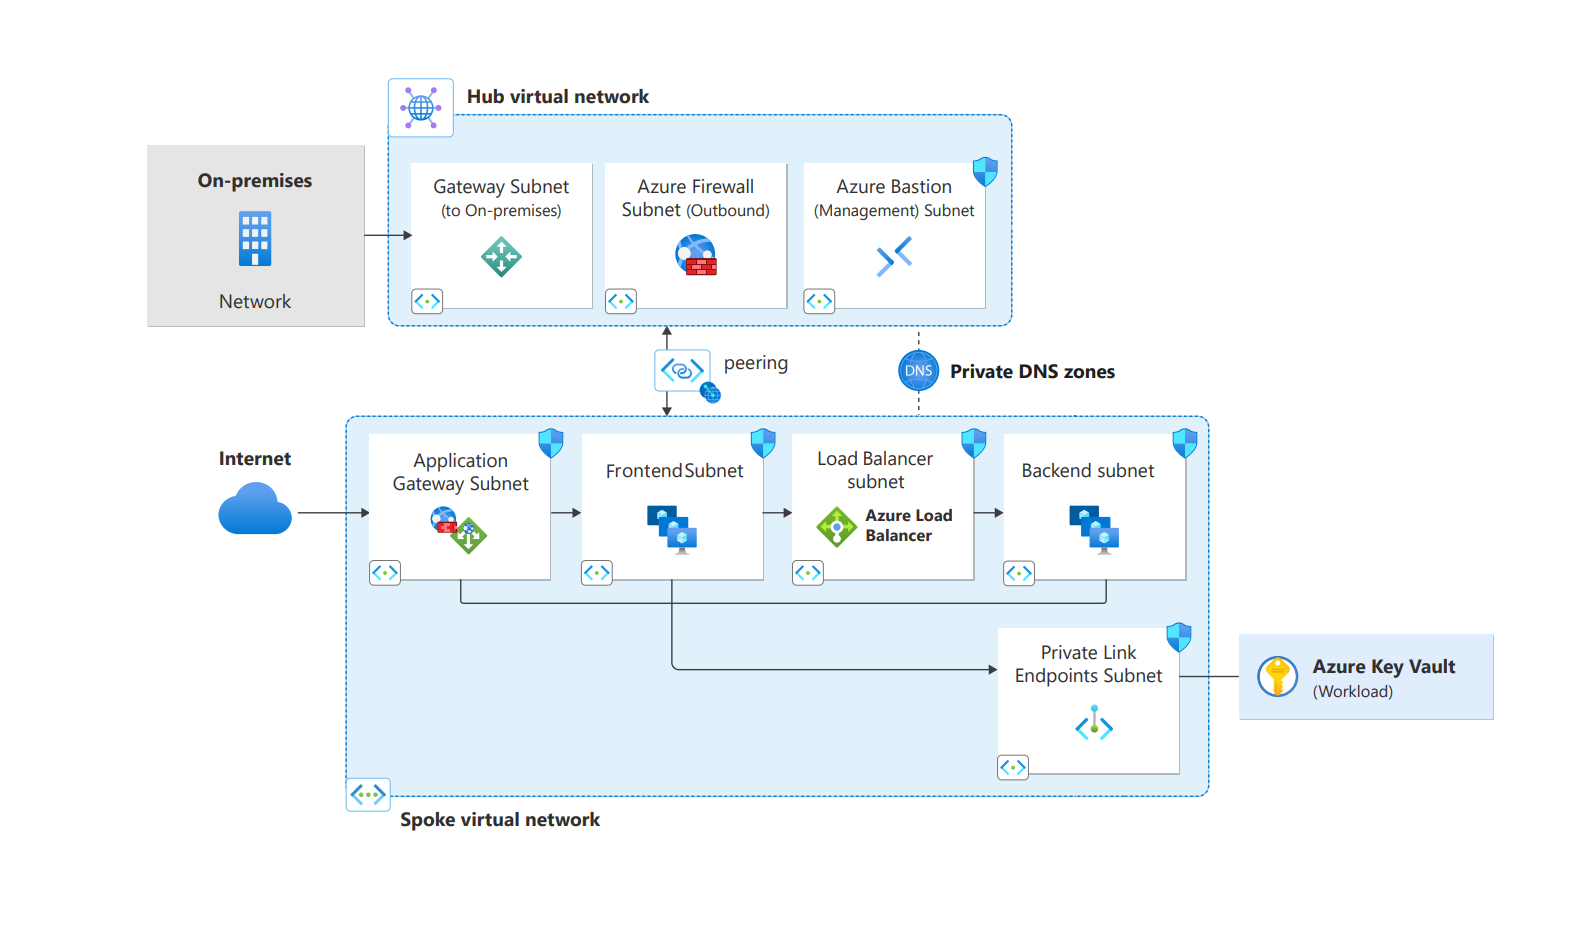 Hub virtual network
On-premises
Network
Gateway Subnet
(to On-premises)
Azure Firewall
Subnet (Outbound)
Azure Bastion
(Management) Subnet
peering
DNS
Private DNS zones
Internet
Application
Gateway Subnet
Frontend Subnet
Load Balancer
subnet
Azure Load
Balancer
Backend subnet
Private Link
Endpoints Subnet
Azure Key Vault
(Workload)
Spoke virtual network